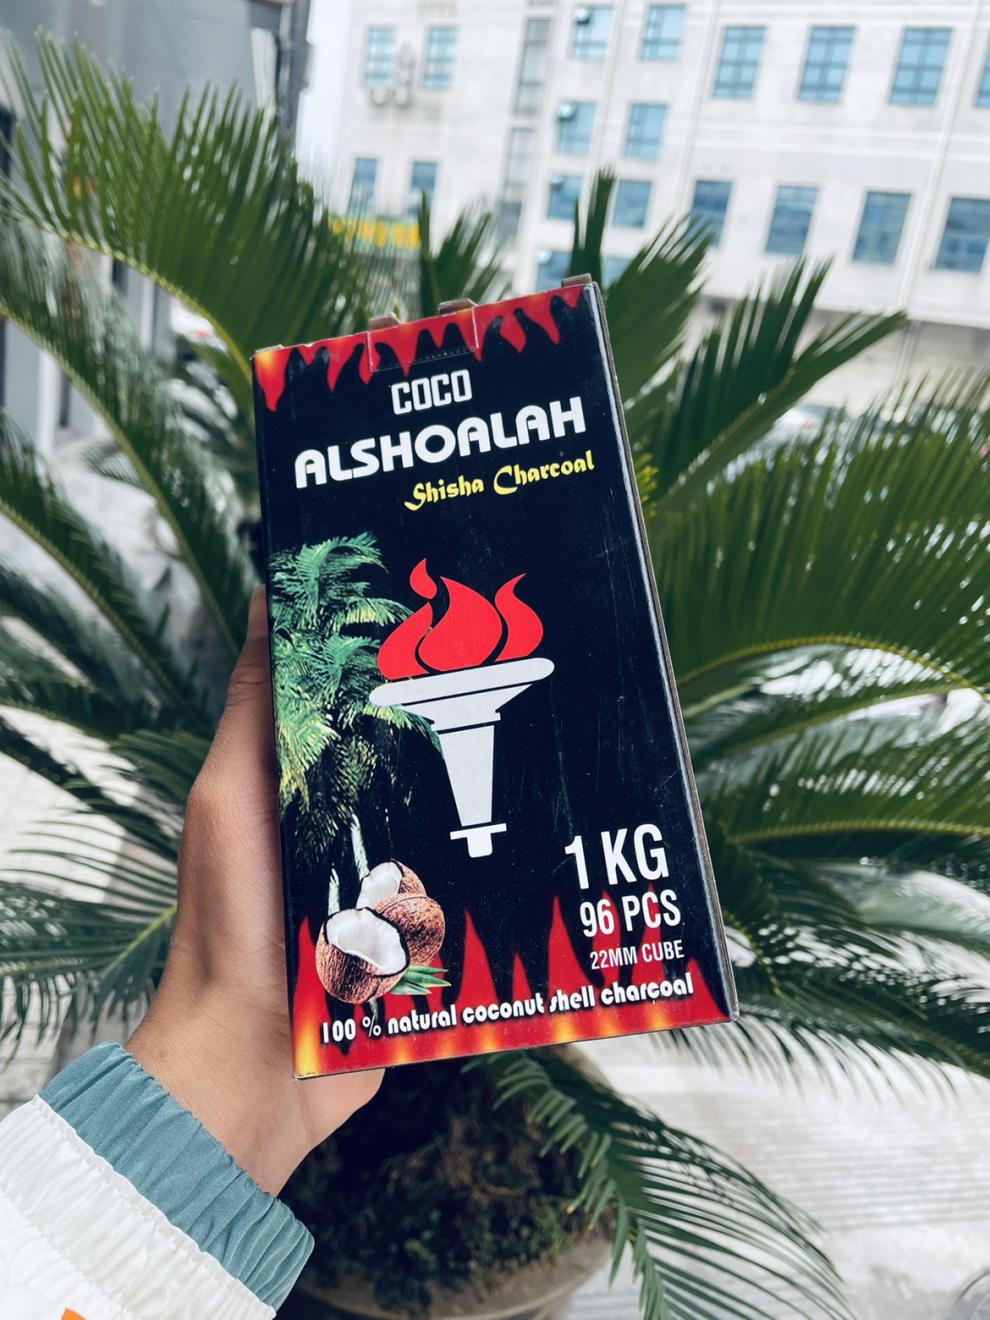 COCO
ALSHOALAH
Shisha Charcoal
1 KG
96 PCS
22MM CUBE
100 % natural coconut shell charcoal